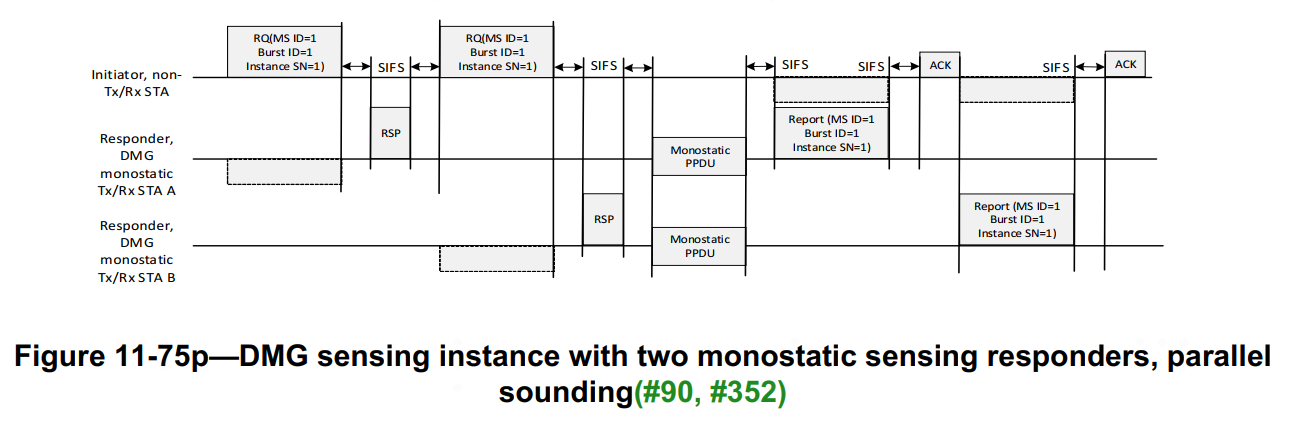 RQ(MS ID=1
Burst ID=1
Instance SN=1)
SIFS
RQ(MS ID=1
Burst ID=1
Instance SN=1)
SIFS
SIFS
SIFS
ACK
SIFS
ACK
Initiator, non-
Tx/Rx STA
RSP
Report (MS ID=1
Burst ID=1
Instance SN=1)
Responder,
DMG
monostatic
Tx/Rx STA A
Monostatic
PPDU
RSP
Report (MS ID=1
Burst ID=1
Instance SN=1)
Responder,
DMG
monostatic
Tx/Rx STA B
Monostatic
PPDU
Figure 11-75p—DMG sensing instance with two monostatic sensing responders, parallel
sounding(#90, #352)